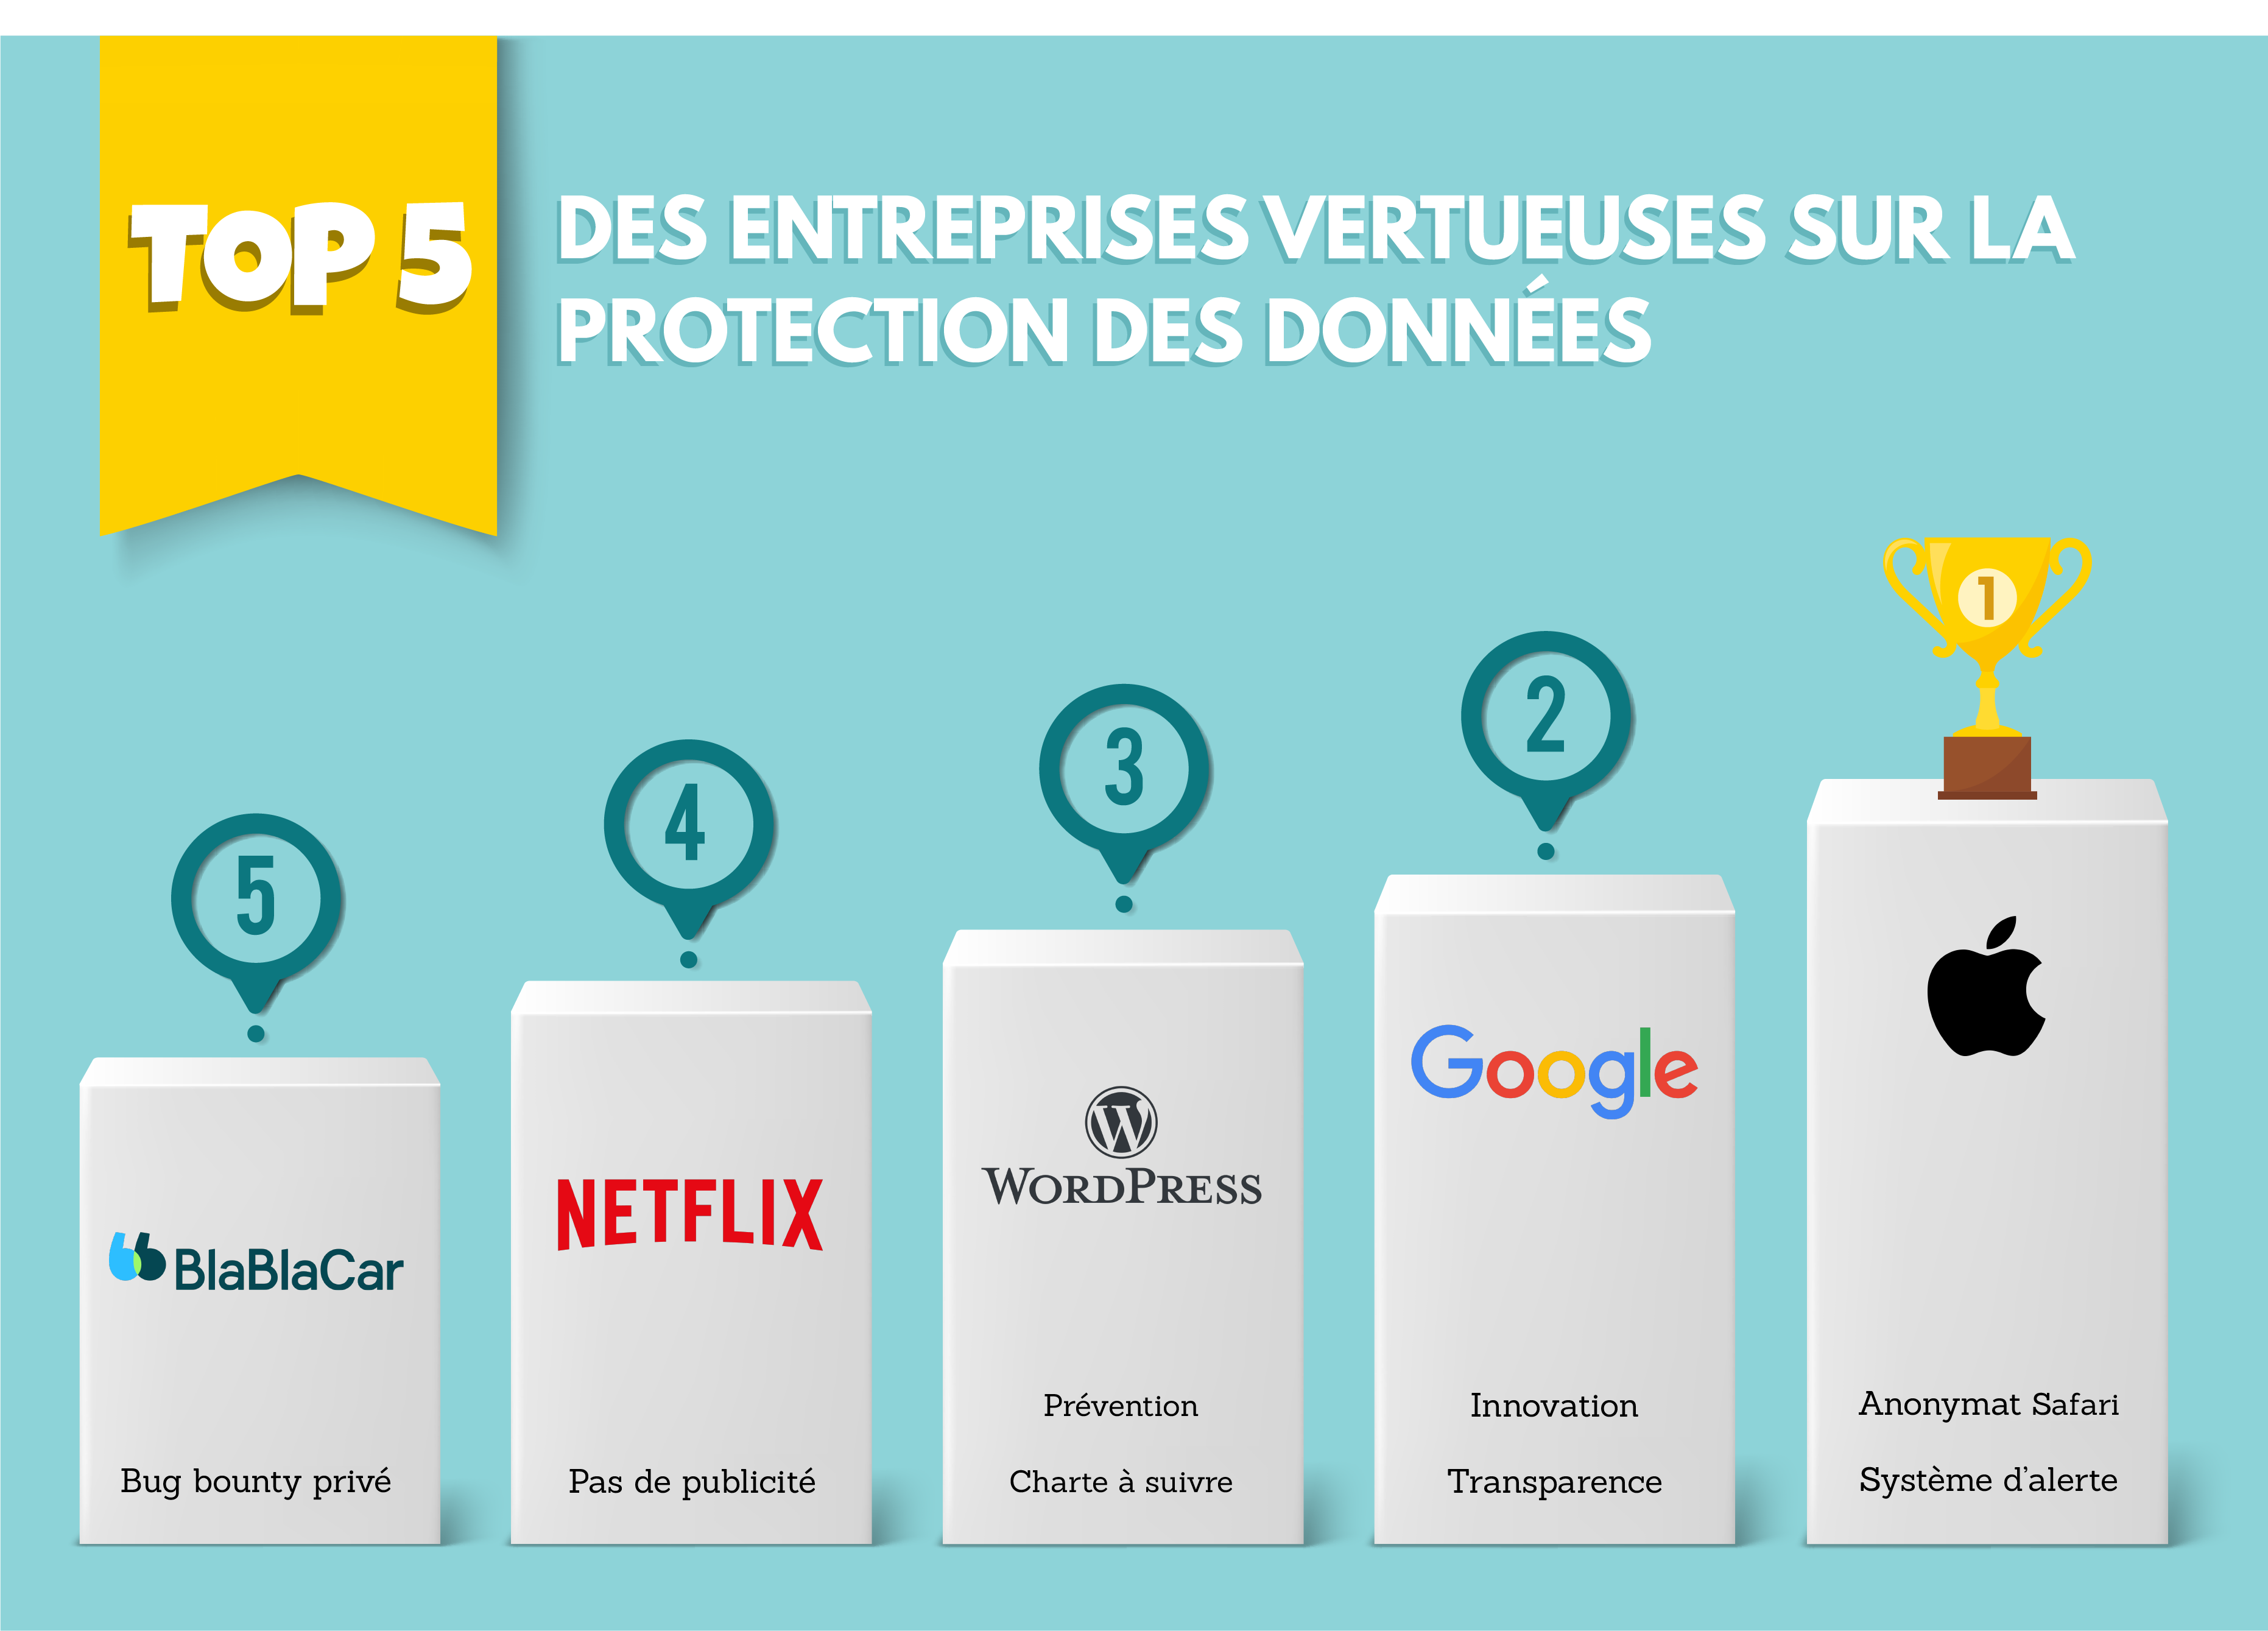 TOP 5
DES ENTREPRISES VERTUEUSES SUR LA
PROTECTION DES DONNÉES
5
BlaBlaCar
Bug bounty privé
4
NETFLIX
Pas de publicité
3
W
WORDPRESS
Prévention
Charte à suivre
2
Google
Innovation
Transparence
1
Anonymat Safari
Système d'alerte